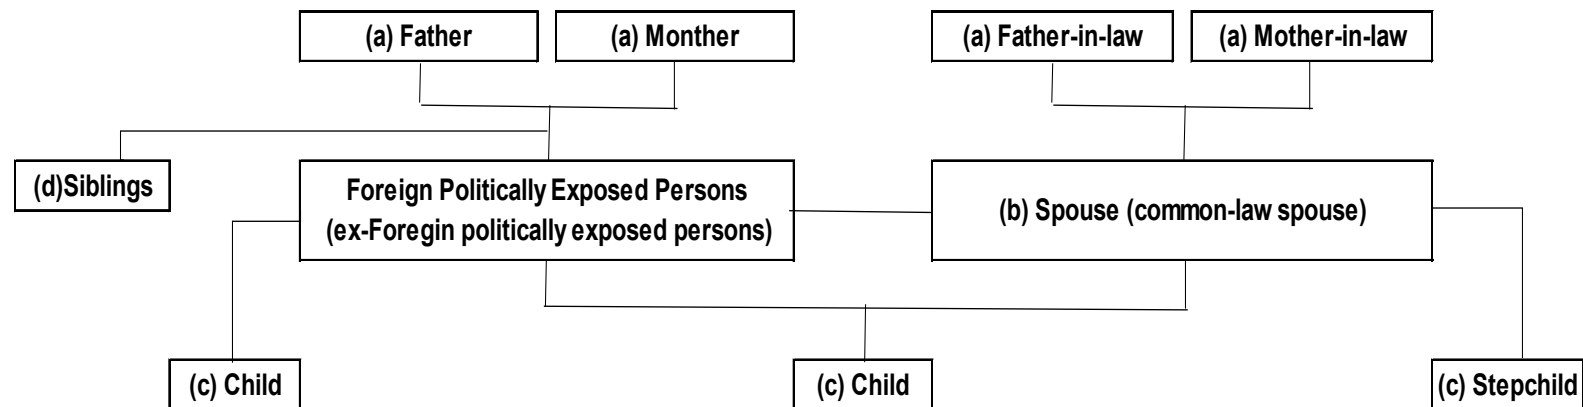 (a) Father
(a) Monther
(a) Father-in-law
(a) Mother-in-law
(d)Siblings
Foreign Politically Exposed Persons
(ex-Foregin politically exposed persons)
(b) Spouse (common-law spouse)
(c) Child
(c) Child
(c) Stepchild